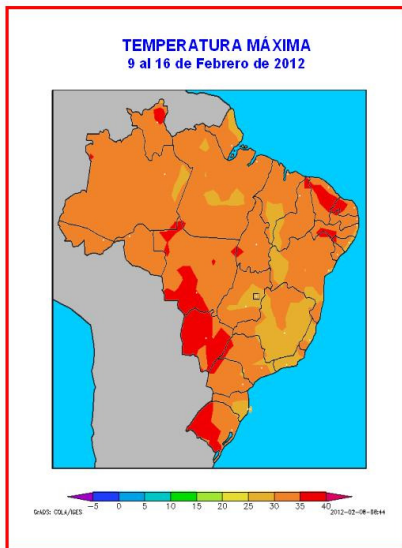 TEMPERATURA MÁXIMA
9 al 16 de Febrero de 2012
-5 0 5 10 15 20 25 30 35 40
GrADS: COLA/IGES
2012-02-08-08:44